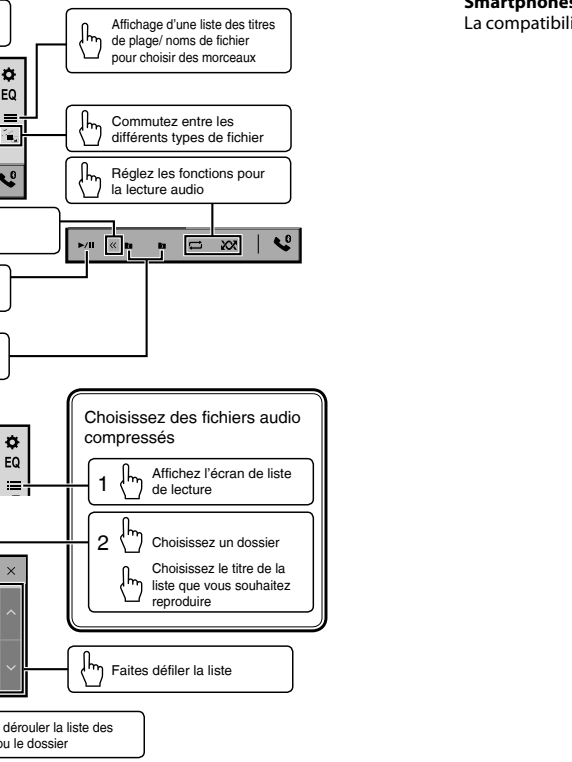 Affichage d'une liste des titres
de plage/ noms de fichier
pour choisir des morceaux
Smartphones
La compatibili
EQ
Commutez entre les
différents types de fichier
Réglez les fonctions pour
la lecture audio
Choisissez des fichiers audio
compressés
EQ
1 Affichez l'écran de liste
de lecture
2 Choisissez un dossier
Choisissez le titre de la
liste que vous souhaitez
reproduire
Faites défiler la liste
dérouler la liste des
ou le dossier